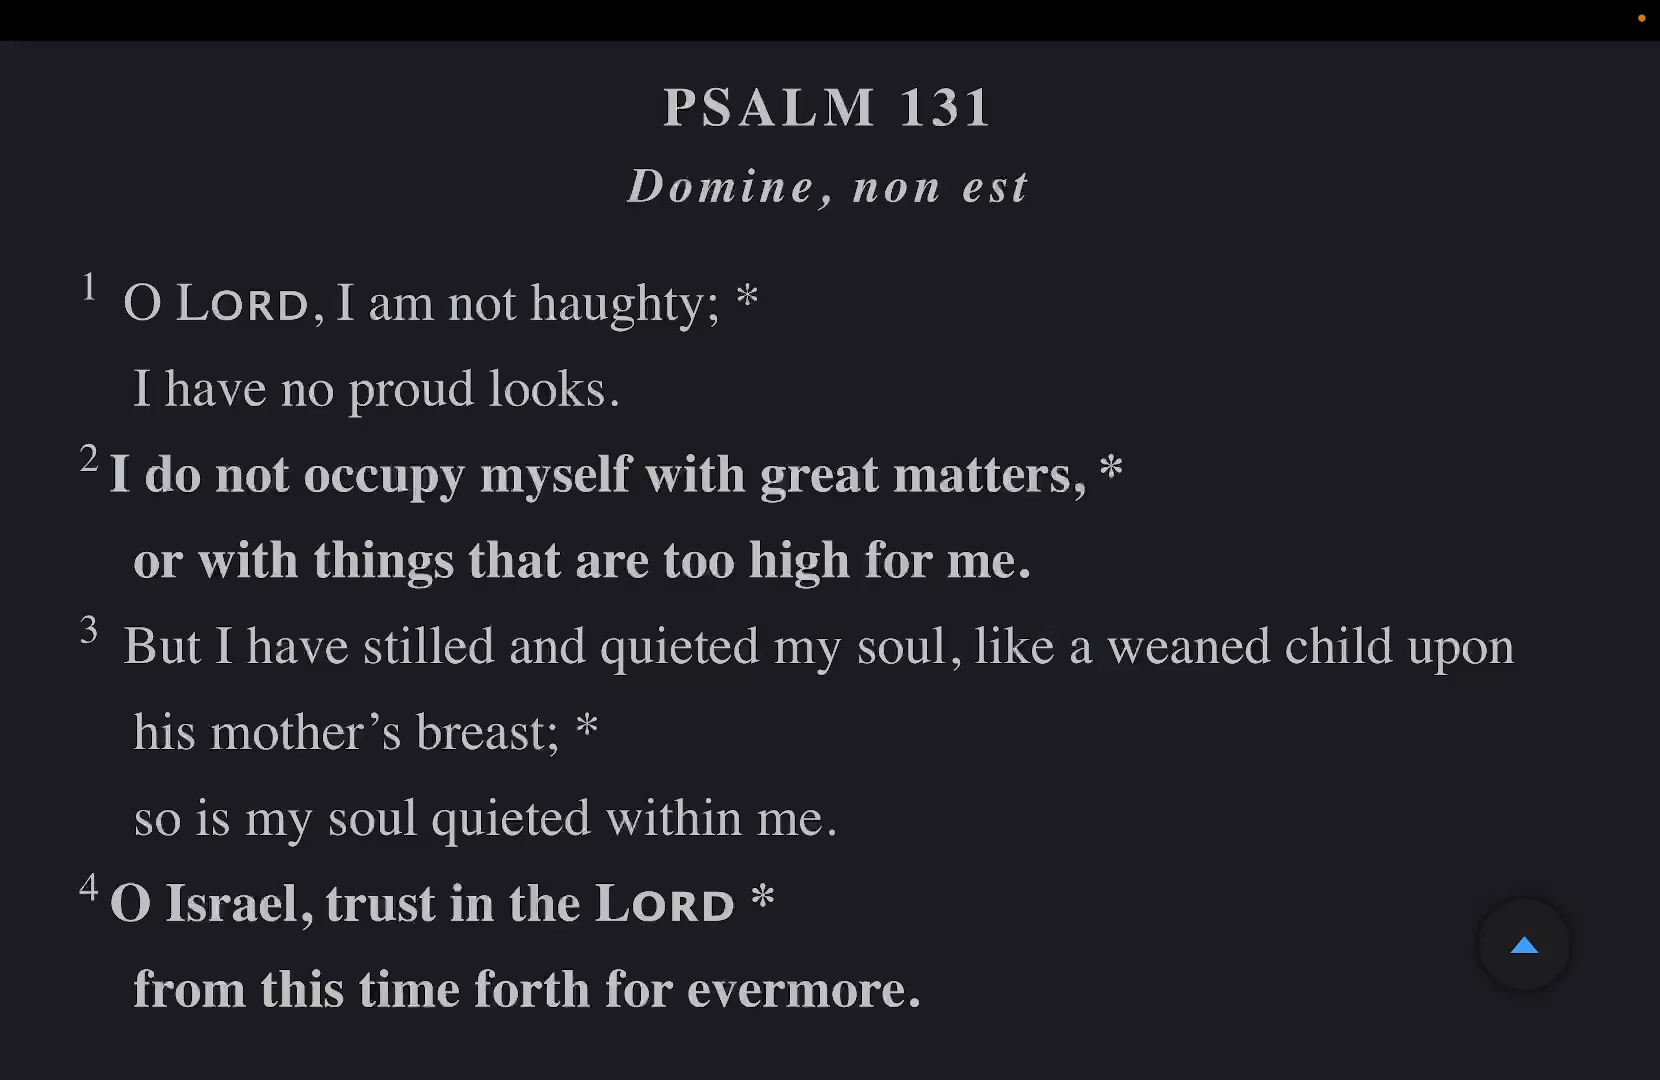 PSALM 131
Domine, non est
1 O LORD, I am not haughty; *
I have no proud looks.
2 I do not occupy myself with great matters, *
or with things that are too high for me.
3 But I have stilled and quieted my soul, like a weaned child upon
his mother’s breast; *
so is my soul quieted within me.
4 O Israel, trust in the LORD *
from this time forth for evermore.